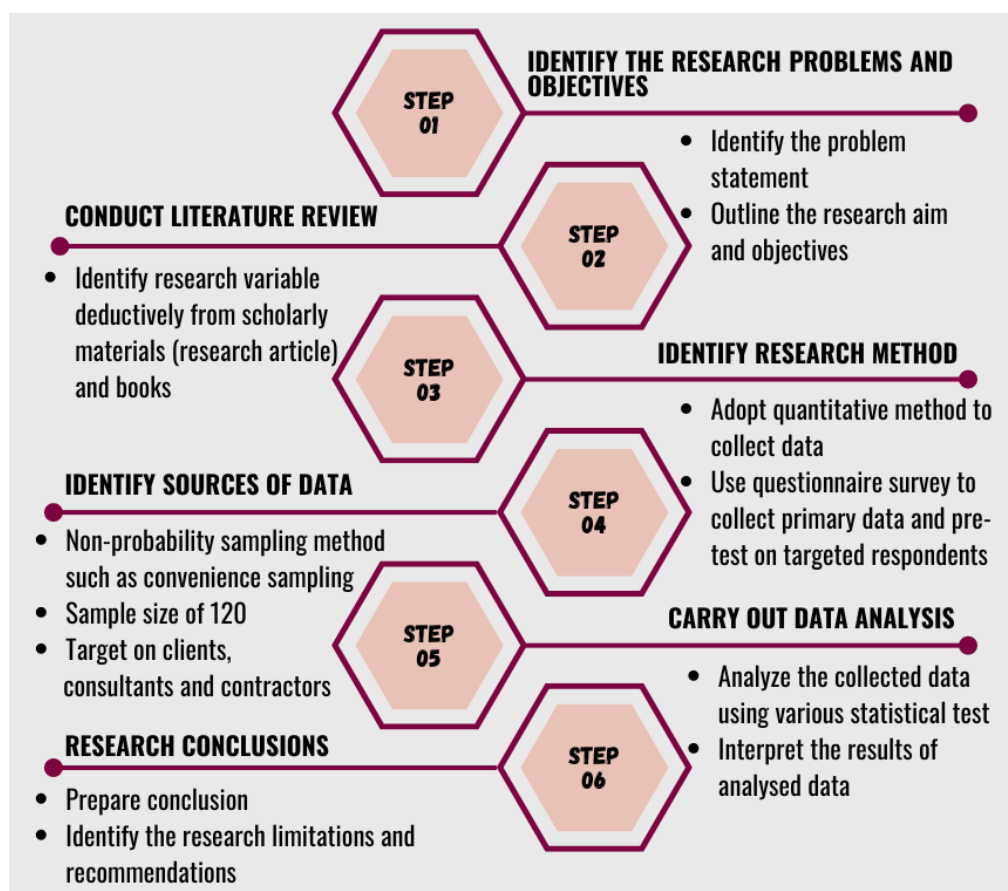 STEP
01
IDENTIFY THE RESEARCH PROBLEMS AND
OBJECTIVES
• Identify the problem
statement
• Outline the research aim
and objectives
STEP
02
CONDUCT LITERATURE REVIEW
• Identify research variable
deductively from scholarly
materials (research article)
and books
STEP
03
IDENTIFY RESEARCH METHOD
• Adopt quantitative method to
collect data
• Use questionnaire survey to
collect primary data and pre-
test on targeted respondents
STEP
04
IDENTIFY SOURCES OF DATA
• Non-probability sampling method
such as convenience sampling
• Sample size of 120
• Target on clients,
consultants and contractors
STEP
05
CARRY OUT DATA ANALYSIS
• Analyze the collected data
using various statistical test
• Interpret the results of
analysed data
STEP
06
RESEARCH CONCLUSIONS
• Prepare conclusion
• Identify the research limitations and
recommendations